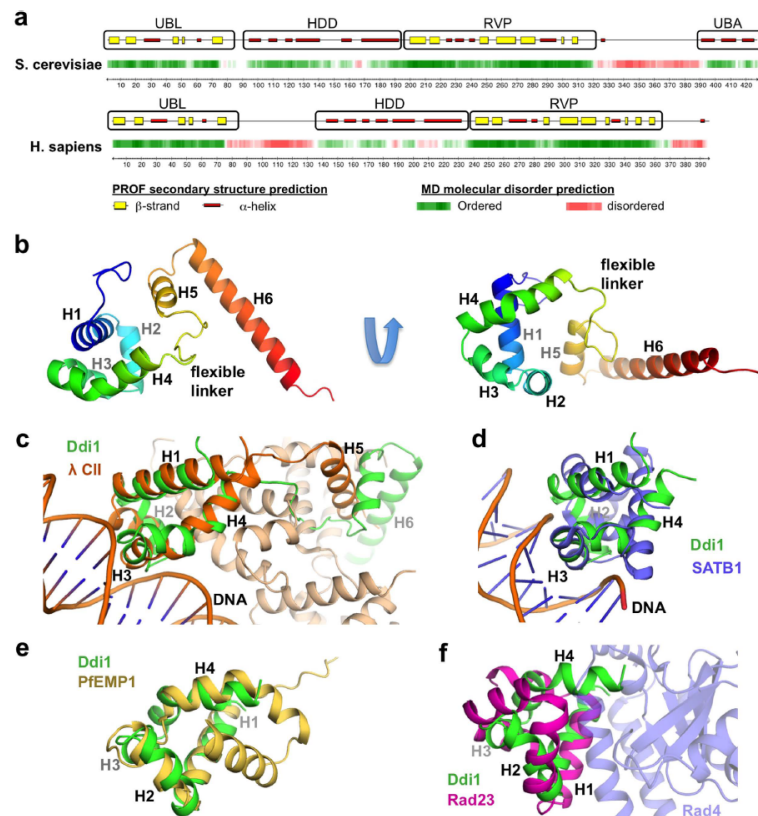 a
UBL HDD RVP UBA
S. cerevisiae
10 20 30 40 50 60 70 80 90 100 110 120 130 140 150 160 170 180 190 200 210 220 230 240 250 260 270 280 290 300 310 320 330 340 350 360 370 380 390 400 410 420
UBL HDD RVP
H. sapiens
10 20 30 40 50 60 70 80 90 100 110 120 130 140 150 160 170 180 190 200 210 220 230 240 250 260 270 280 290 300 310 320 330 340 350 360 370 380 390
PROF secondary structure prediction MD molecular disorder prediction
β-strand α-helix Ordered disordered
b
H1 H2 H3 H4 H5 H6
flexible
linker
flexible
linker
H4 H1 H5 H6
H3 H2
c
Ddi1
λ CII
H1 H5
H2 H4 H6
H3
DNA
d
H1
H2
H4
H3
Ddi1
SATB1
DNA
e
Ddi1
PfEMP1
H4
H1
H3
H2
f
H4
H3
H2
H1
Ddi1
Rad23
Rad4